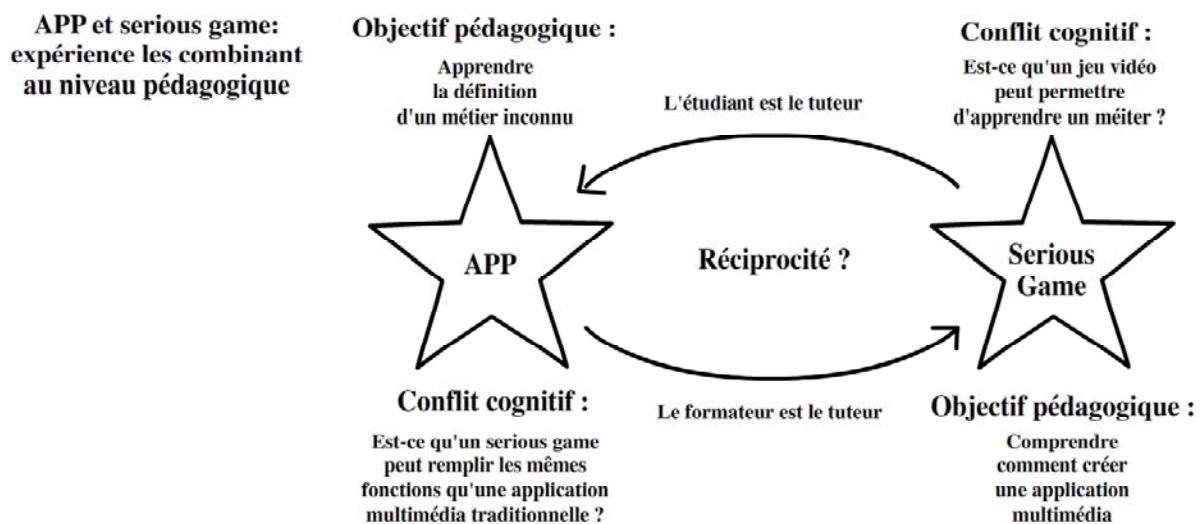 APP et serious game:
expérience les combinant
au niveau pédagogique
Objectif pédagogique :
Apprendre
la définition
d'un métier inconnu
Conflit cognitif :
Est-ce qu'un jeu vidéo
peut permettre
d'apprendre un méiter ?
L'étudiant est le tuteur
APP
Réciprocité ?
Serious
Game
Le formateur est le tuteur
Conflit cognitif :
Est-ce qu'un serious game
peut remplir les mêmes
fonctions qu'une application
multimédia traditionnelle ?
Objectif pédagogique :
Comprendre
comment créer
une application
multimédia